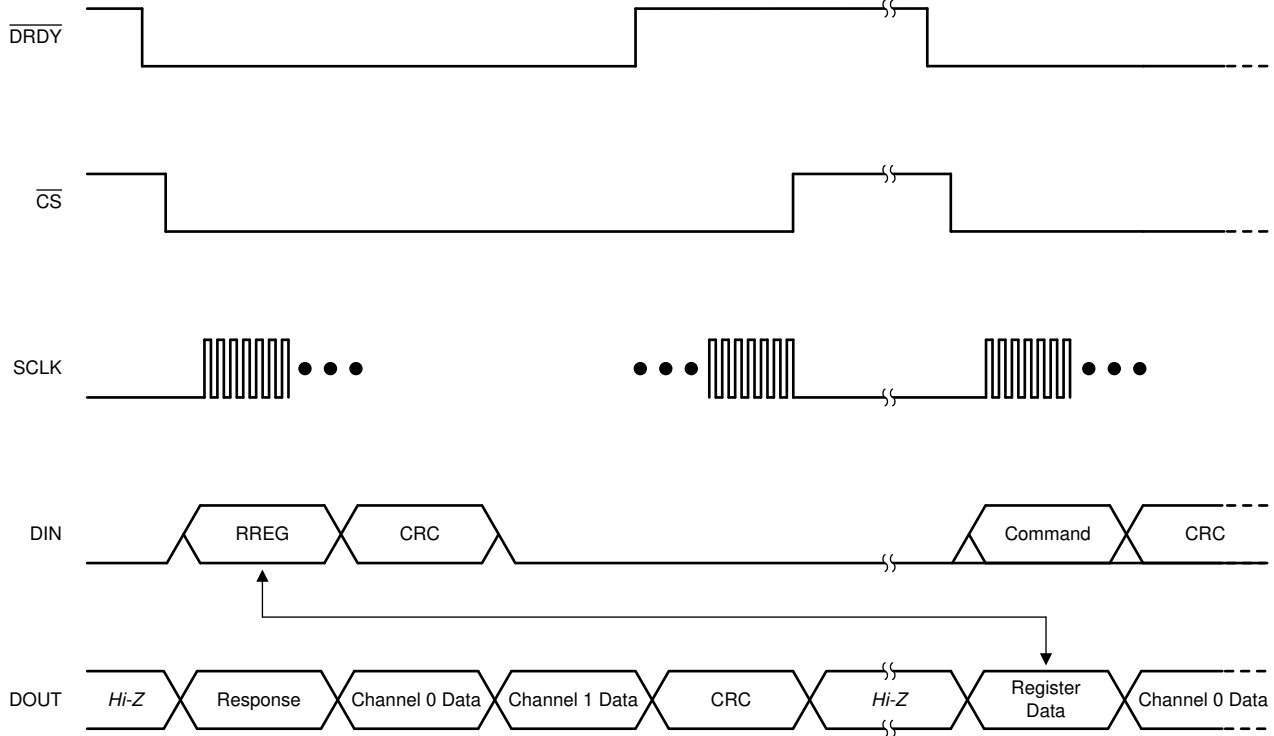 DRDY
CS
SCLK
DIN
RREG
CRC
Command
CRC
DOUT
Hi-Z
Response
Channel 0 Data
Channel 1 Data
CRC
Hi-Z
Register
Data
Channel 0 Data